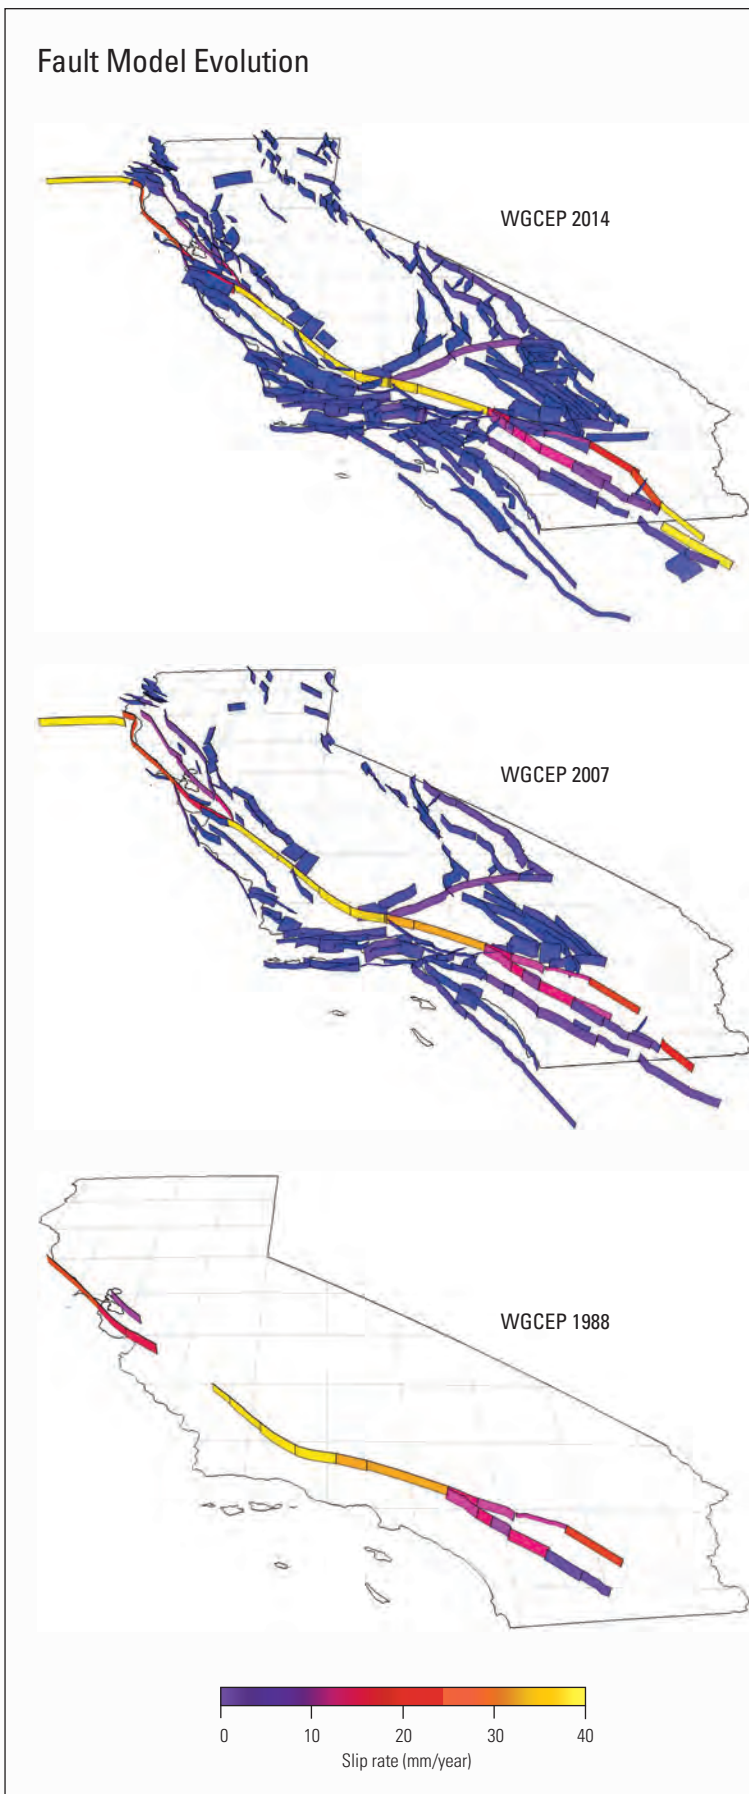 Fault Model Evolution
WGCEP 2014
WGCEP 2007
WGCEP 1988
0 10 20 30 40
Slip rate (mm/year)